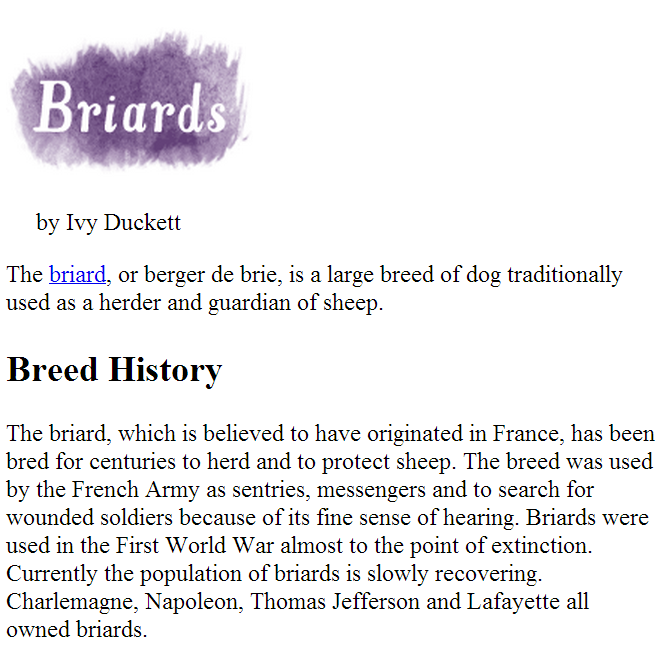 Briards
by Ivy Duckett
The briard, or berger de brie, is a large breed of dog traditionally
used as a herder and guardian of sheep.
Breed History
The briard, which is believed to have originated in France, has been
bred for centuries to herd and to protect sheep. The breed was used
by the French Army as sentries, messengers and to search for
wounded soldiers because of its fine sense of hearing. Briards were
used in the First World War almost to the point of extinction.
Currently the population of briards is slowly recovering.
Charlemagne, Napoleon, Thomas Jefferson and Lafayette all
owned briards.